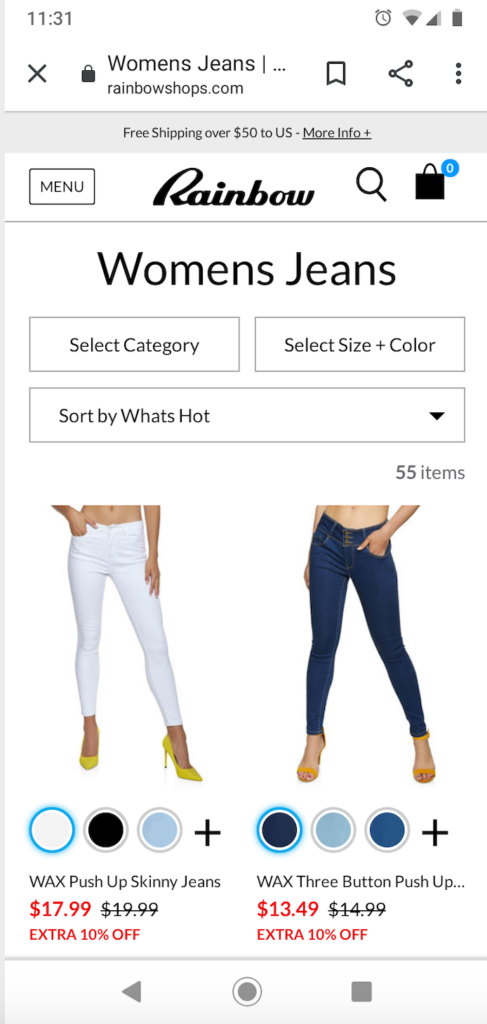 11:31
Womens Jeans | ...
rainbowshops.com
Free Shipping over $50 to US - More Info +
MENU
Rainbow
0
Womens Jeans
Select Category
Select Size + Color
Sort by Whats Hot
55 items
WAX Push Up Skinny Jeans
$17.99 $19.99
EXTRA 10% OFF
WAX Three Button Push Up...
$13.49 $14.99
EXTRA 10% OFF